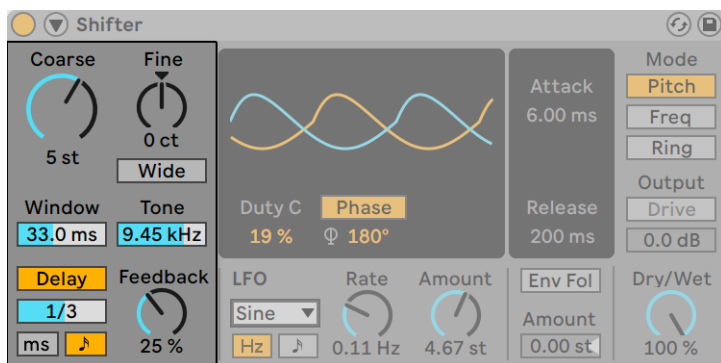 Shifter
Coarse Fine
5 st 0 ct
Wide
Window Tone
33.0 ms 9.45 kHz
Delay Feedback
1/3
ms 25 %
Duty C Phase
19 % 180°
Attack
6.00 ms
Release
200 ms
LFO Rate Amount
Sine
Hz 0.11 Hz 4.67 st
Env Fol
Amount
0.00 st
Mode
Pitch
Freq
Ring
Output
Drive
0.0 dB
Dry/Wet
100 %